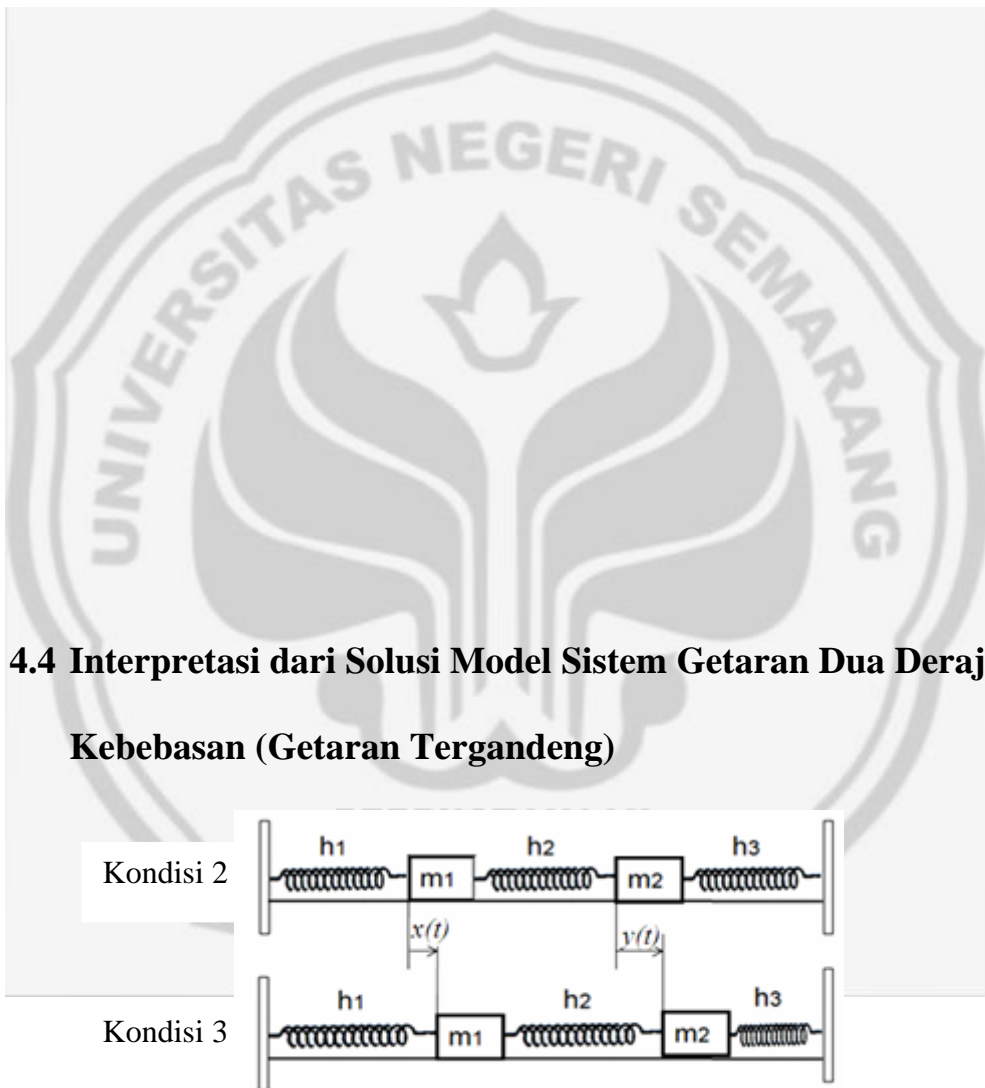 UNIVERSITAS NEGERI SEMARANG
4.4 Interpretasi dari Solusi Model Sistem Getaran Dua Deraj
Kebebasan (Getaran Tergandeng)
Kondisi 2
h1 h2 h3
m1 m2
x(t) y(t)
Kondisi 3
h1 h2 h3
m1 m2